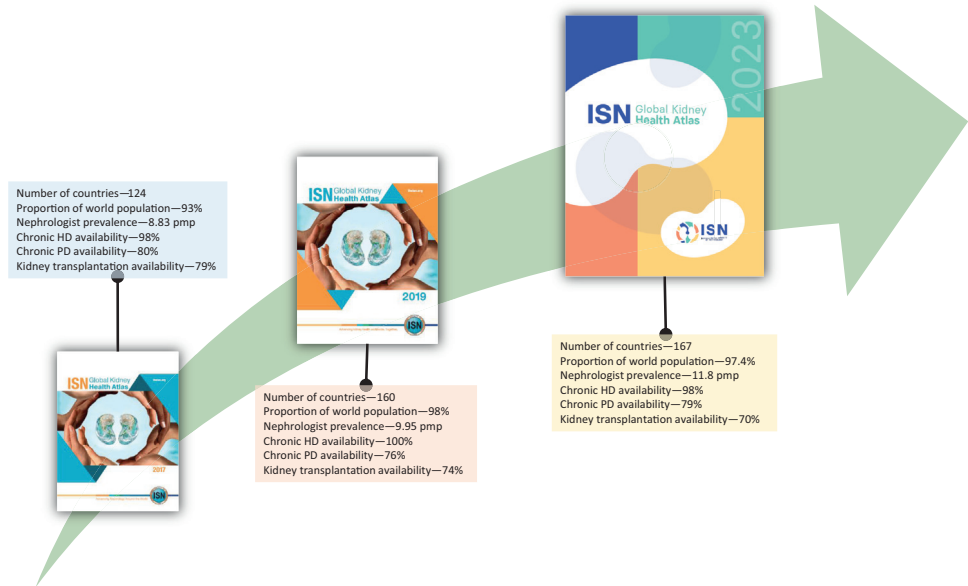 Number of countries—124
Proportion of world population—93%
Nephrologist prevalence—8.83 pmp
Chronic HD availability—98%
Chronic PD availability—80%
Kidney transplantation availability—79%
ISN Global Kidney
Health Atlas
2017
ISN
ISN Global Kidney
Health Atlas
2019
ISN
Number of countries—160
Proportion of world population—98%
Nephrologist prevalence—9.95 pmp
Chronic HD availability—100%
Chronic PD availability—76%
Kidney transplantation availability—74%
2023
ISN Global Kidney
Health Atlas
ISN
Number of countries—167
Proportion of world population—97.4%
Nephrologist prevalence—11.8 pmp
Chronic HD availability—98%
Chronic PD availability—79%
Kidney transplantation availability—70%